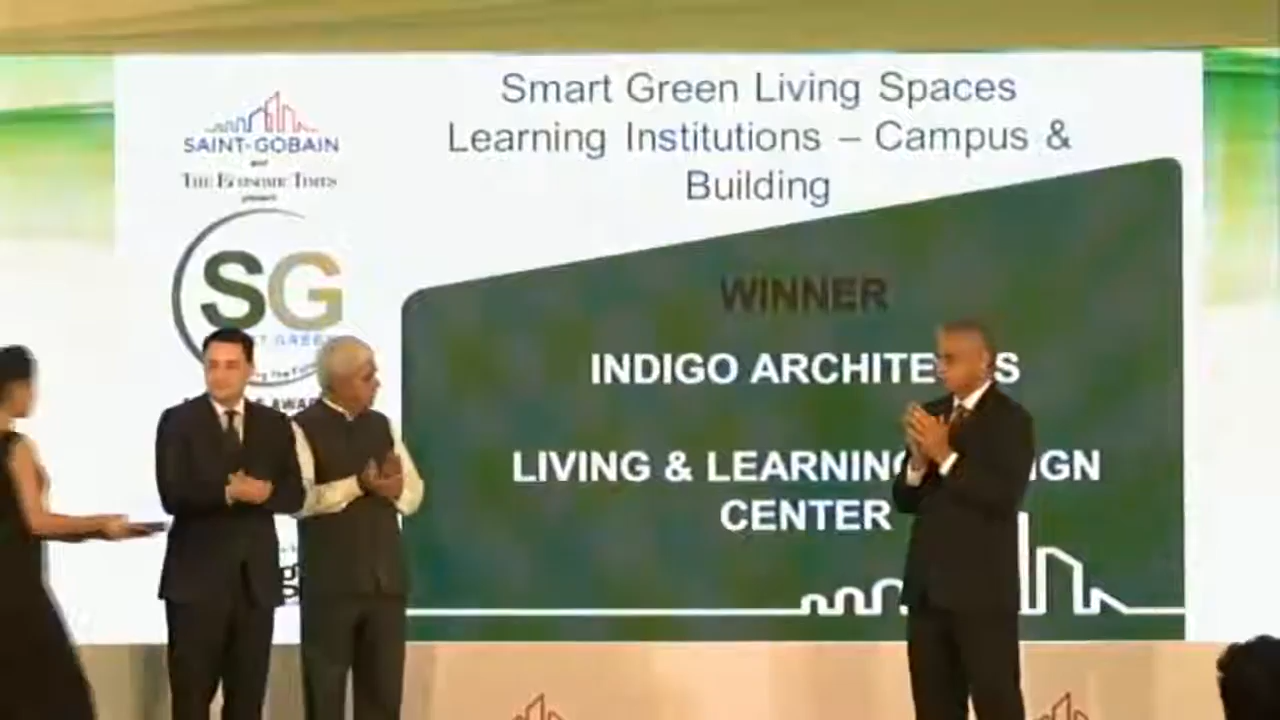 Smart Green Living Spaces
Learning Institutions – Campus &
Building
SAINT-GOBAIN
and
THE ECONOMIC TIMES
present
SG
WINNER
INDIGO ARCHITE S
LIVING & LEARNING IGN
CENTER